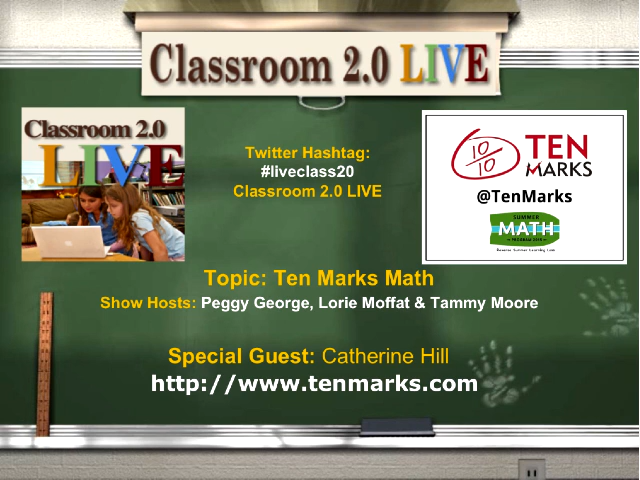 Classroom 2.0 LIVE
Classroom 2.0
LIVE
Twitter Hashtag:
#liveclass20
Classroom 2.0 LIVE
10/10
TEN
MARKS
@TenMarks
SUMMER
MATH
Topic: Ten Marks Math
Show Hosts: Peggy George, Lorie Moffat & Tammy Moore
Special Guest: Catherine Hill
http://www.tenmarks.com